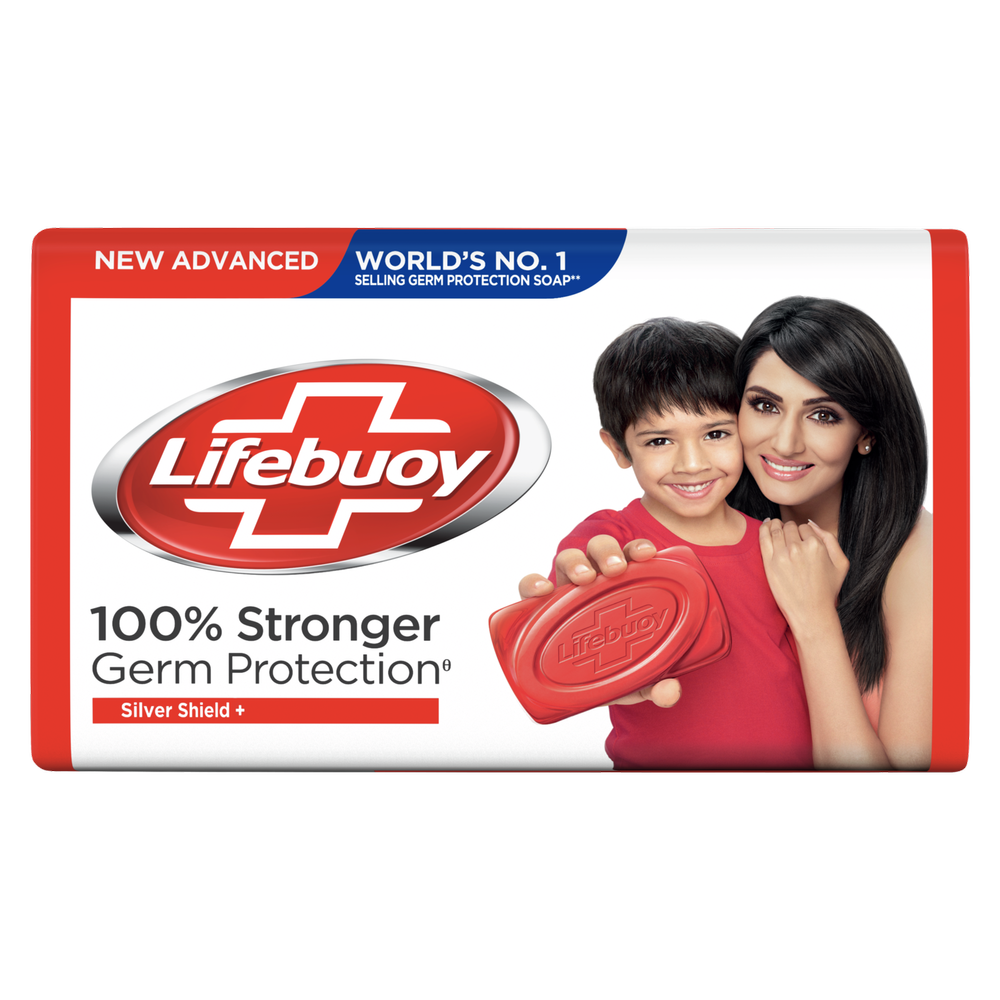 NEW ADVANCED
WORLD'S NO. 1
SELLING GERM PROTECTION SOAP**
Lifebuoy
100% Stronger
Germ Protectionᶿ
Silver Shield +
Lifebuoy